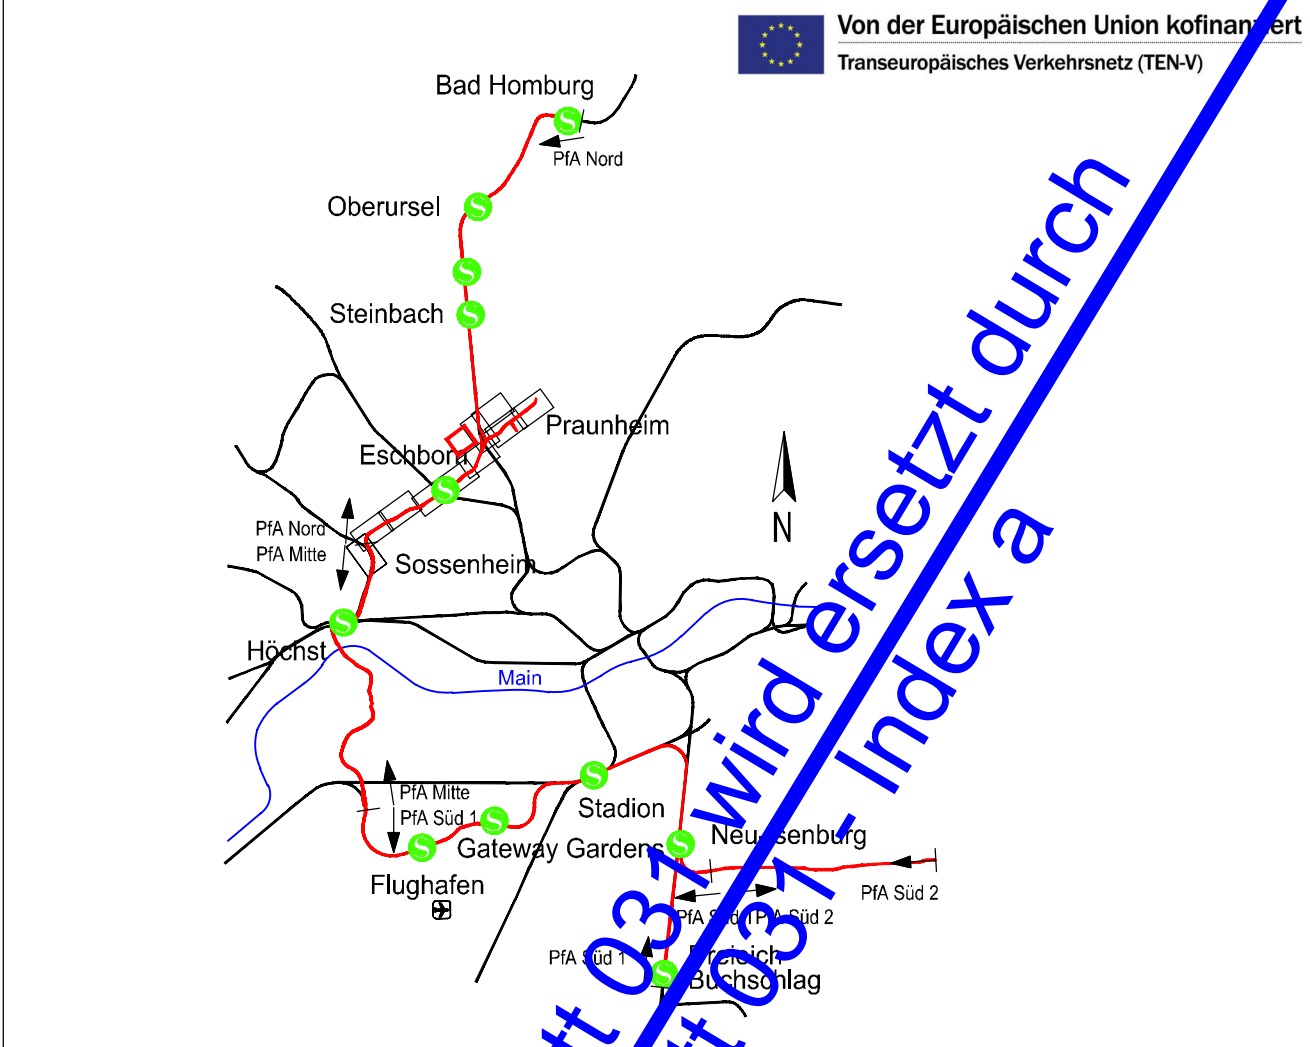 Von der Europäischen Union kofinanziert
Transeuropäisches Verkehrsnetz (TEN-V)
Bad Homburg
PfA Nord
Oberursel
Steinbach
Praunheim
Eschborn
N
PfA Nord
PfA Mitte
Sossenheim
Höchst
Main
PfA Mitte
PfA Süd 1
Stadion
Neu-Isenburg
Gateway Gardens
Flughafen
PfA Süd 2
PfA Süd 1 PfA Süd 2
PfA Süd 1
Dreieich
Buchschlag
031 wird ersetzt durch
031 - Index a